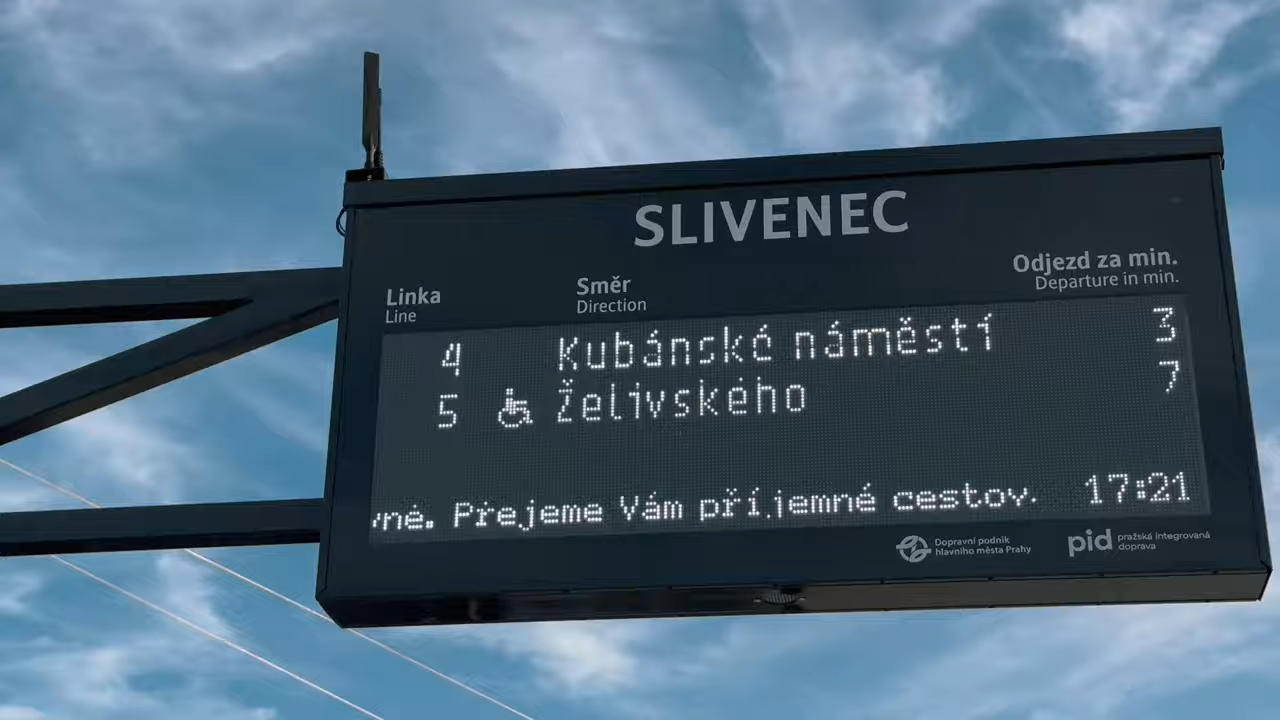 SLIVENEC
Linka Směr Odjezd za min.
Line Direction Departure in min.
4 Kubánské náměstí 3
5 Želivského 7
né. Přejeme Vám příjemné cestov. 17:21
Dopravní podnik
hlavního města Prahy
pid pražská integrovaná
doprava